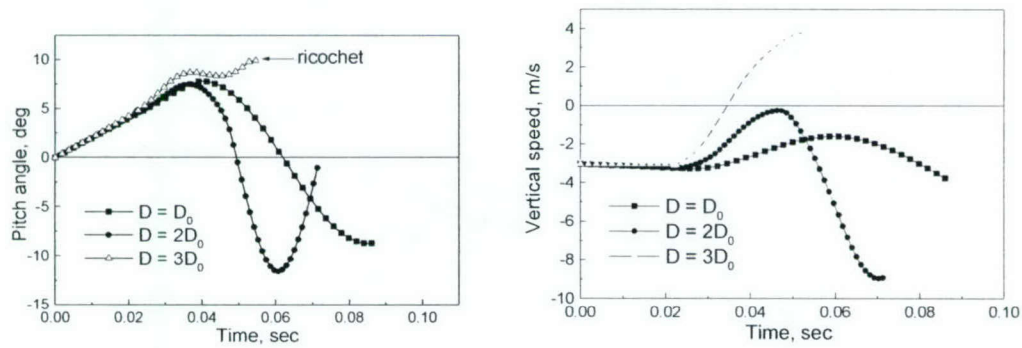 10
5
0
-5
-10
-15
Pitch angle, deg
ricochet
D = D₀
D = 2D₀
D = 3D₀
0.00 0.02 0.04 0.06 0.08 0.10
Time, sec
4
2
0
-2
-4
-6
-8
-10
Vertical speed, m/s
D = D₀
D = 2D₀
D = 3D₀
0.00 0.02 0.04 0.06 0.08 0.10
Time, sec